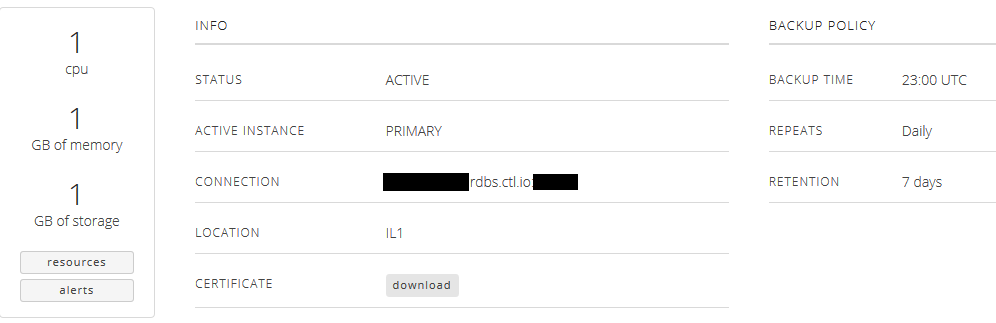 1
cpu
1
GB of memory
1
GB of storage
resources
alerts
INFO
STATUS ACTIVE
ACTIVE INSTANCE PRIMARY
CONNECTION rdbs.ctl.io:
LOCATION IL1
CERTIFICATE download
BACKUP POLICY
BACKUP TIME 23:00 UTC
REPEATS Daily
RETENTION 7 days